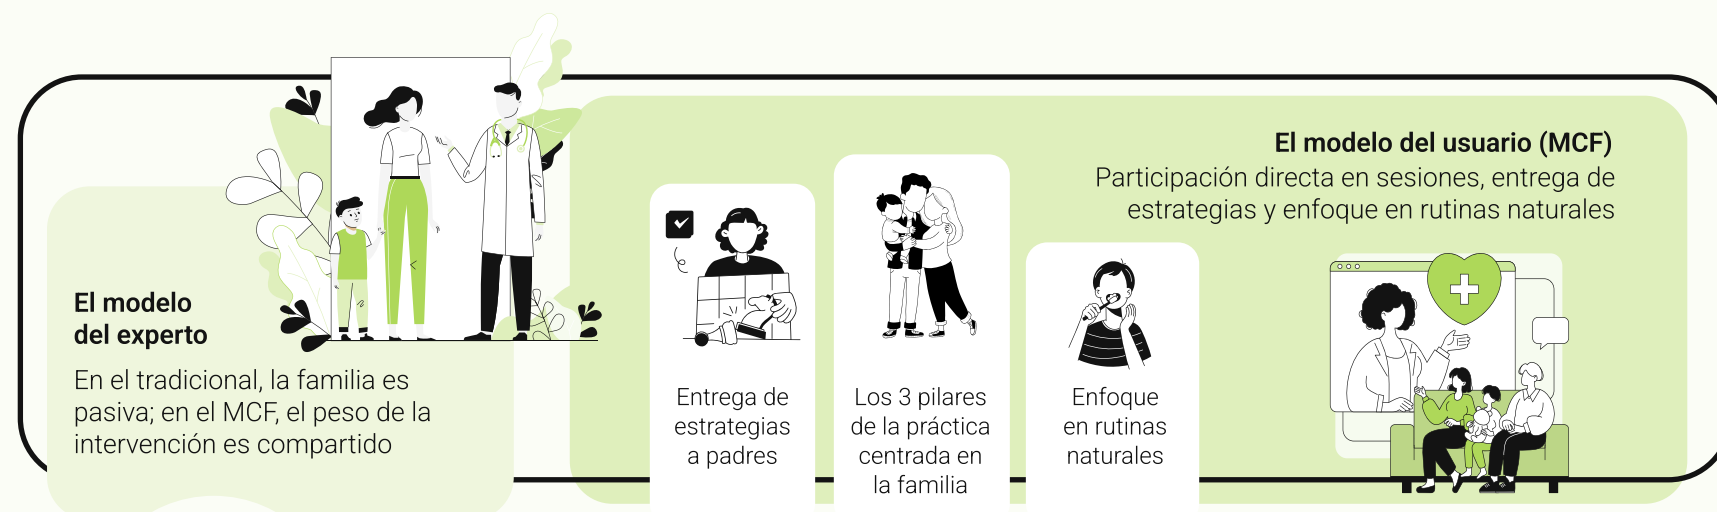 El modelo
del experto
En el tradicional, la familia es
pasiva; en el MCF, el peso de la
intervención es compartido
Entrega de
estrategias
a padres
Los 3 pilares
de la práctica
centrada en
la familia
Enfoque
en rutinas
naturales
El modelo del usuario (MCF)
Participación directa en sesiones, entrega de
estrategias y enfoque en rutinas naturales